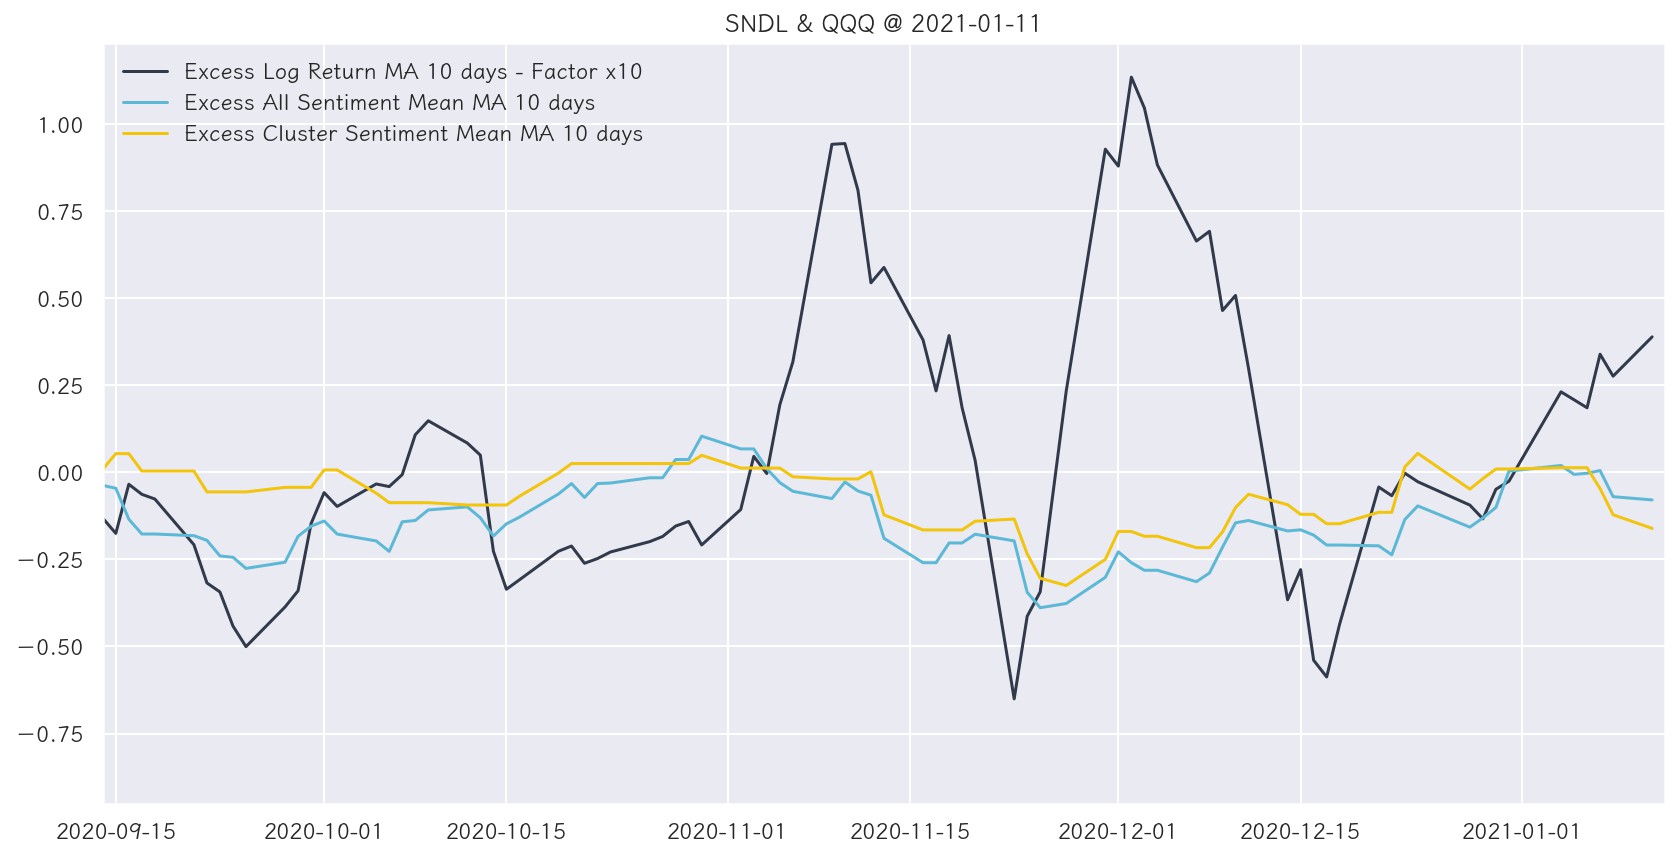 SNDL & QQQ @ 2021-01-11
Excess Log Return MA 10 days - Factor x10
Excess All Sentiment Mean MA 10 days
Excess Cluster Sentiment Mean MA 10 days
1.00
0.75
0.50
0.25
0.00
−0.25
−0.50
−0.75
2020-09-15 2020-10-01 2020-10-15 2020-11-01 2020-11-15 2020-12-01 2020-12-15 2021-01-01